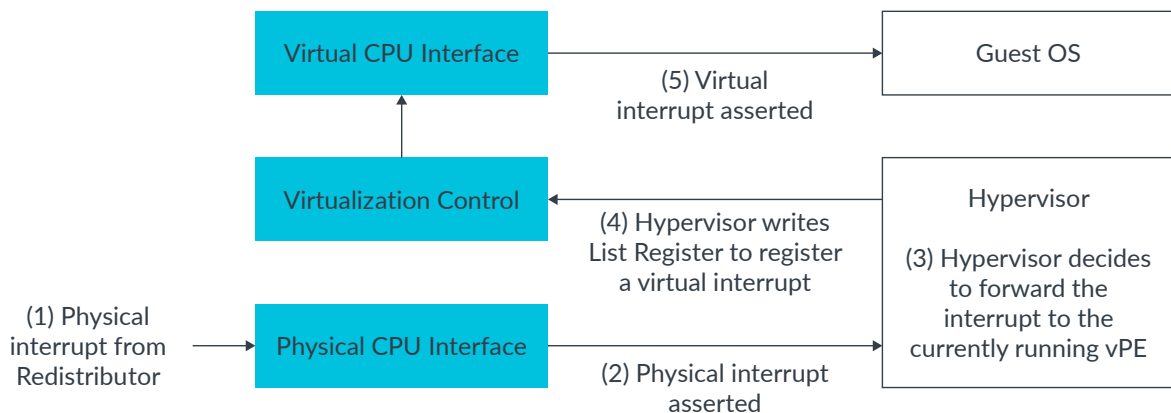 Virtual CPU Interface
(5) Virtual
interrupt asserted
Guest OS
Virtualization Control
(4) Hypervisor writes
List Register to register
a virtual interrupt
Hypervisor
(3) Hypervisor decides
to forward the
interrupt to the
currently running vPE
(1) Physical
interrupt from
Redistributor
Physical CPU Interface
(2) Physical interrupt
asserted